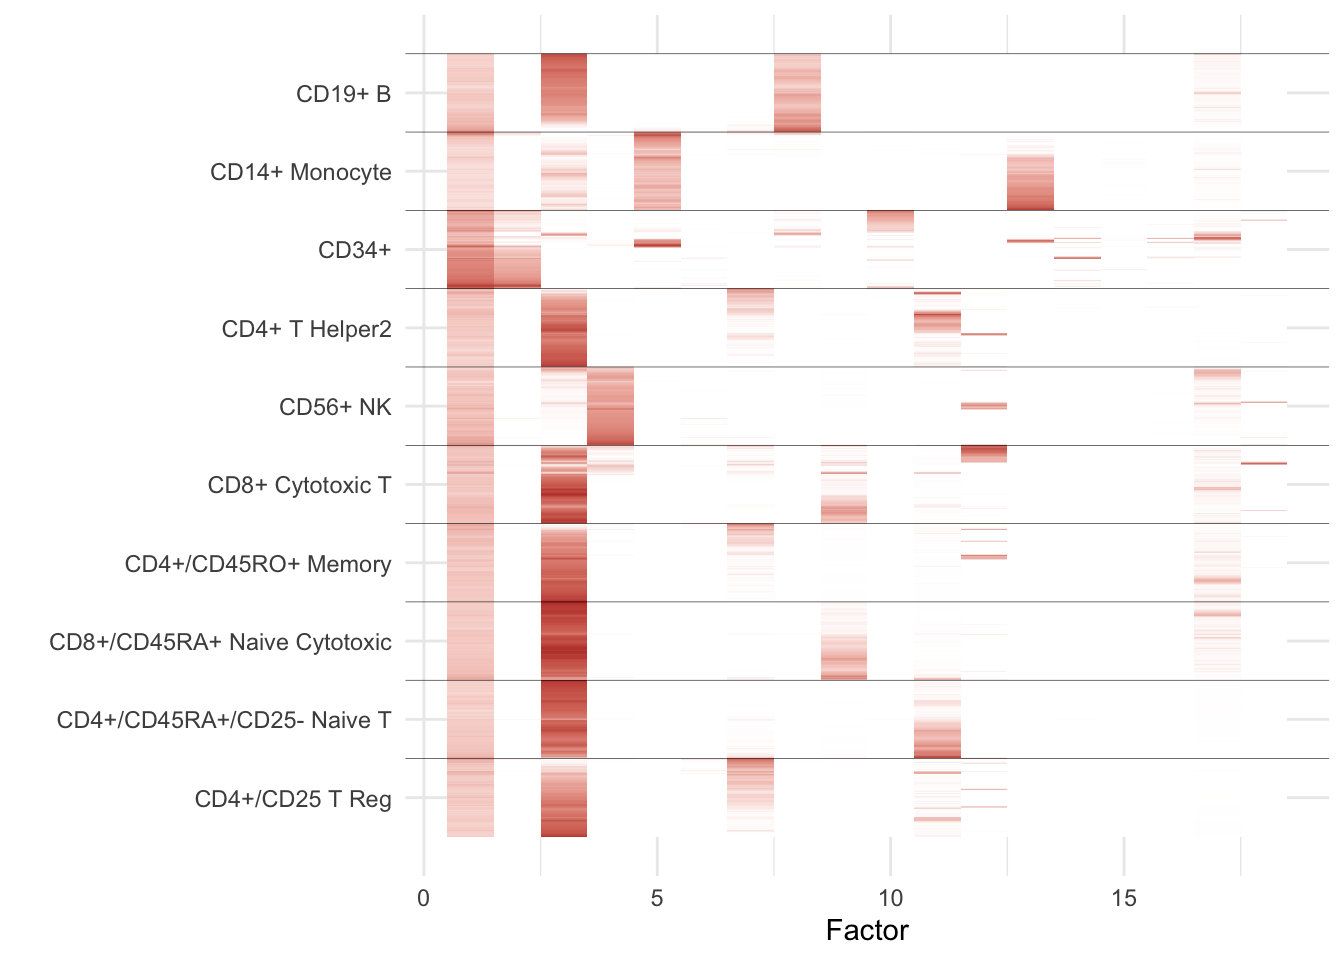 CD19+ B
CD14+ Monocyte
CD34+
CD4+ T Helper2
CD56+ NK
CD8+ Cytotoxic T
CD4+/CD45RO+ Memory
CD8+/CD45RA+ Naive Cytotoxic
CD4+/CD45RA+/CD25- Naive T
CD4+/CD25 T Reg
0 5 10 15
Factor